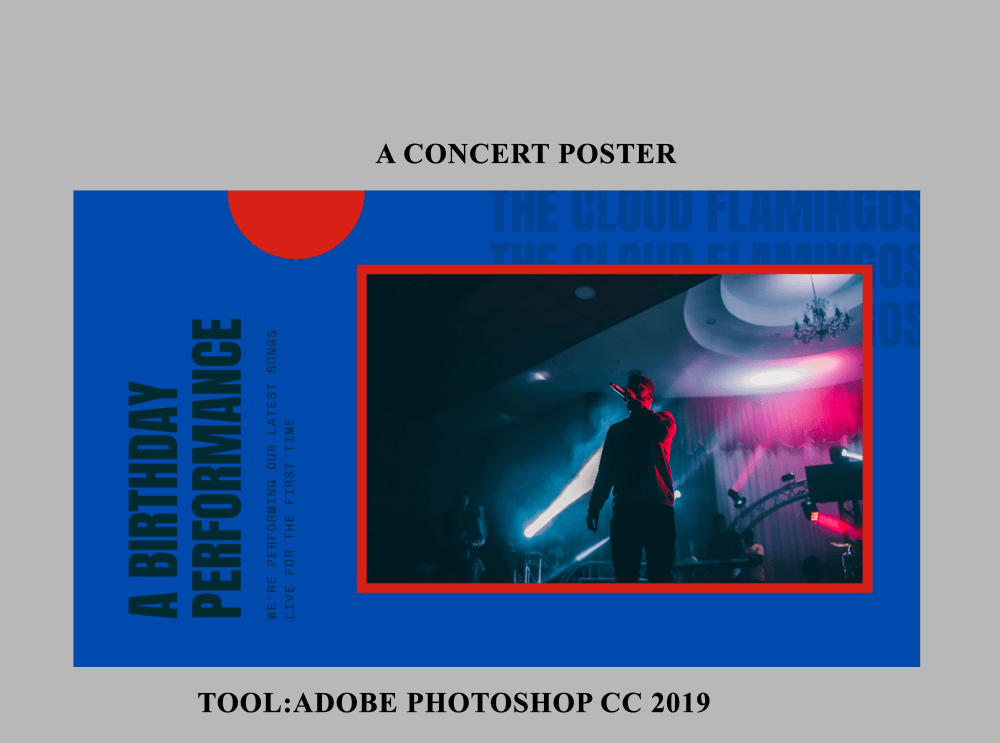 A CONCERT POSTER
THE CLOUD FLAMINGOS
THE CLOUD FLAMINGOS
GOS
A BIRTHDAY
PERFORMANCE
WE'RE PERFORMING OUR LATEST SONGS
LIVE FOR THE FIRST TIME
TOOL:ADOBE PHOTOSHOP CC 2019